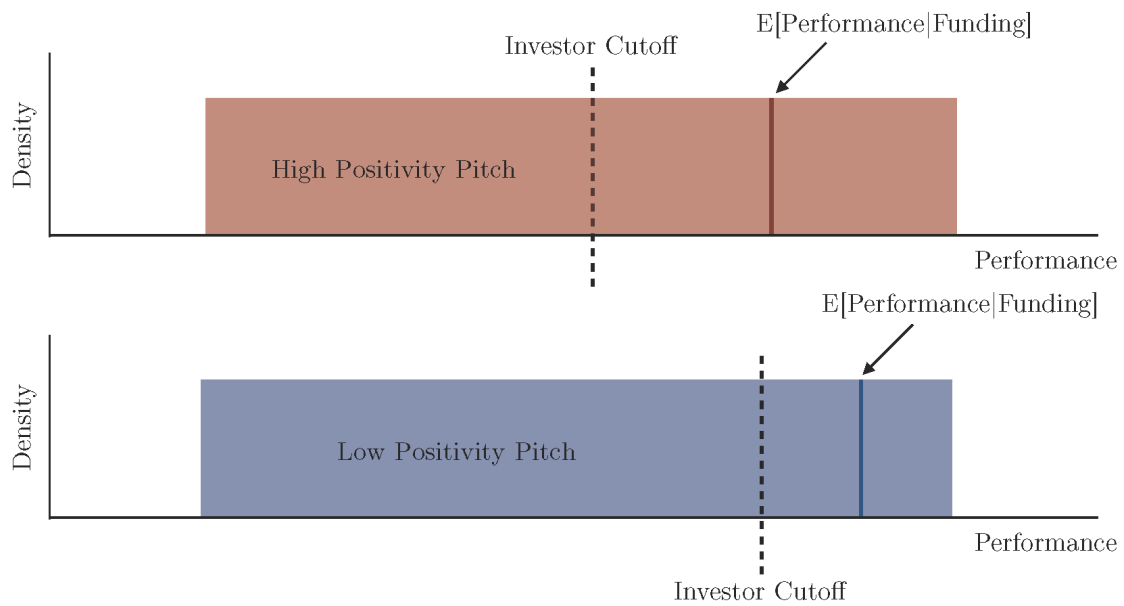 E[Performance|Funding]
Investor Cutoff
Density
High Positivity Pitch
Performance
E[Performance|Funding]
Density
Low Positivity Pitch
Performance
Investor Cutoff